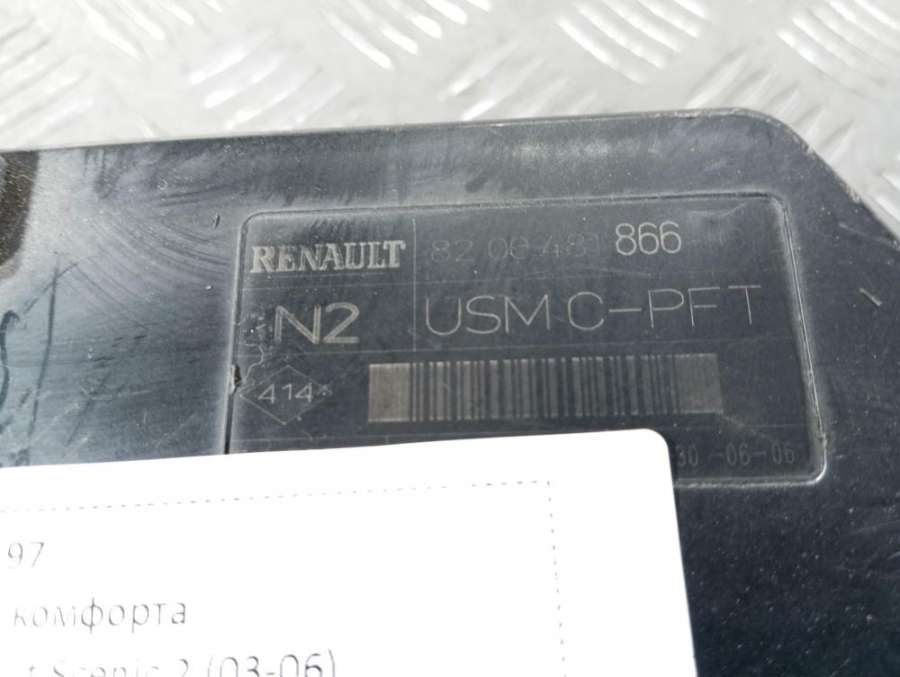 RENAULT 82 00 481 866
N2 USM C-PFT
414
30 -06-06
97
комфорта
t Scenic 2 (03-06)